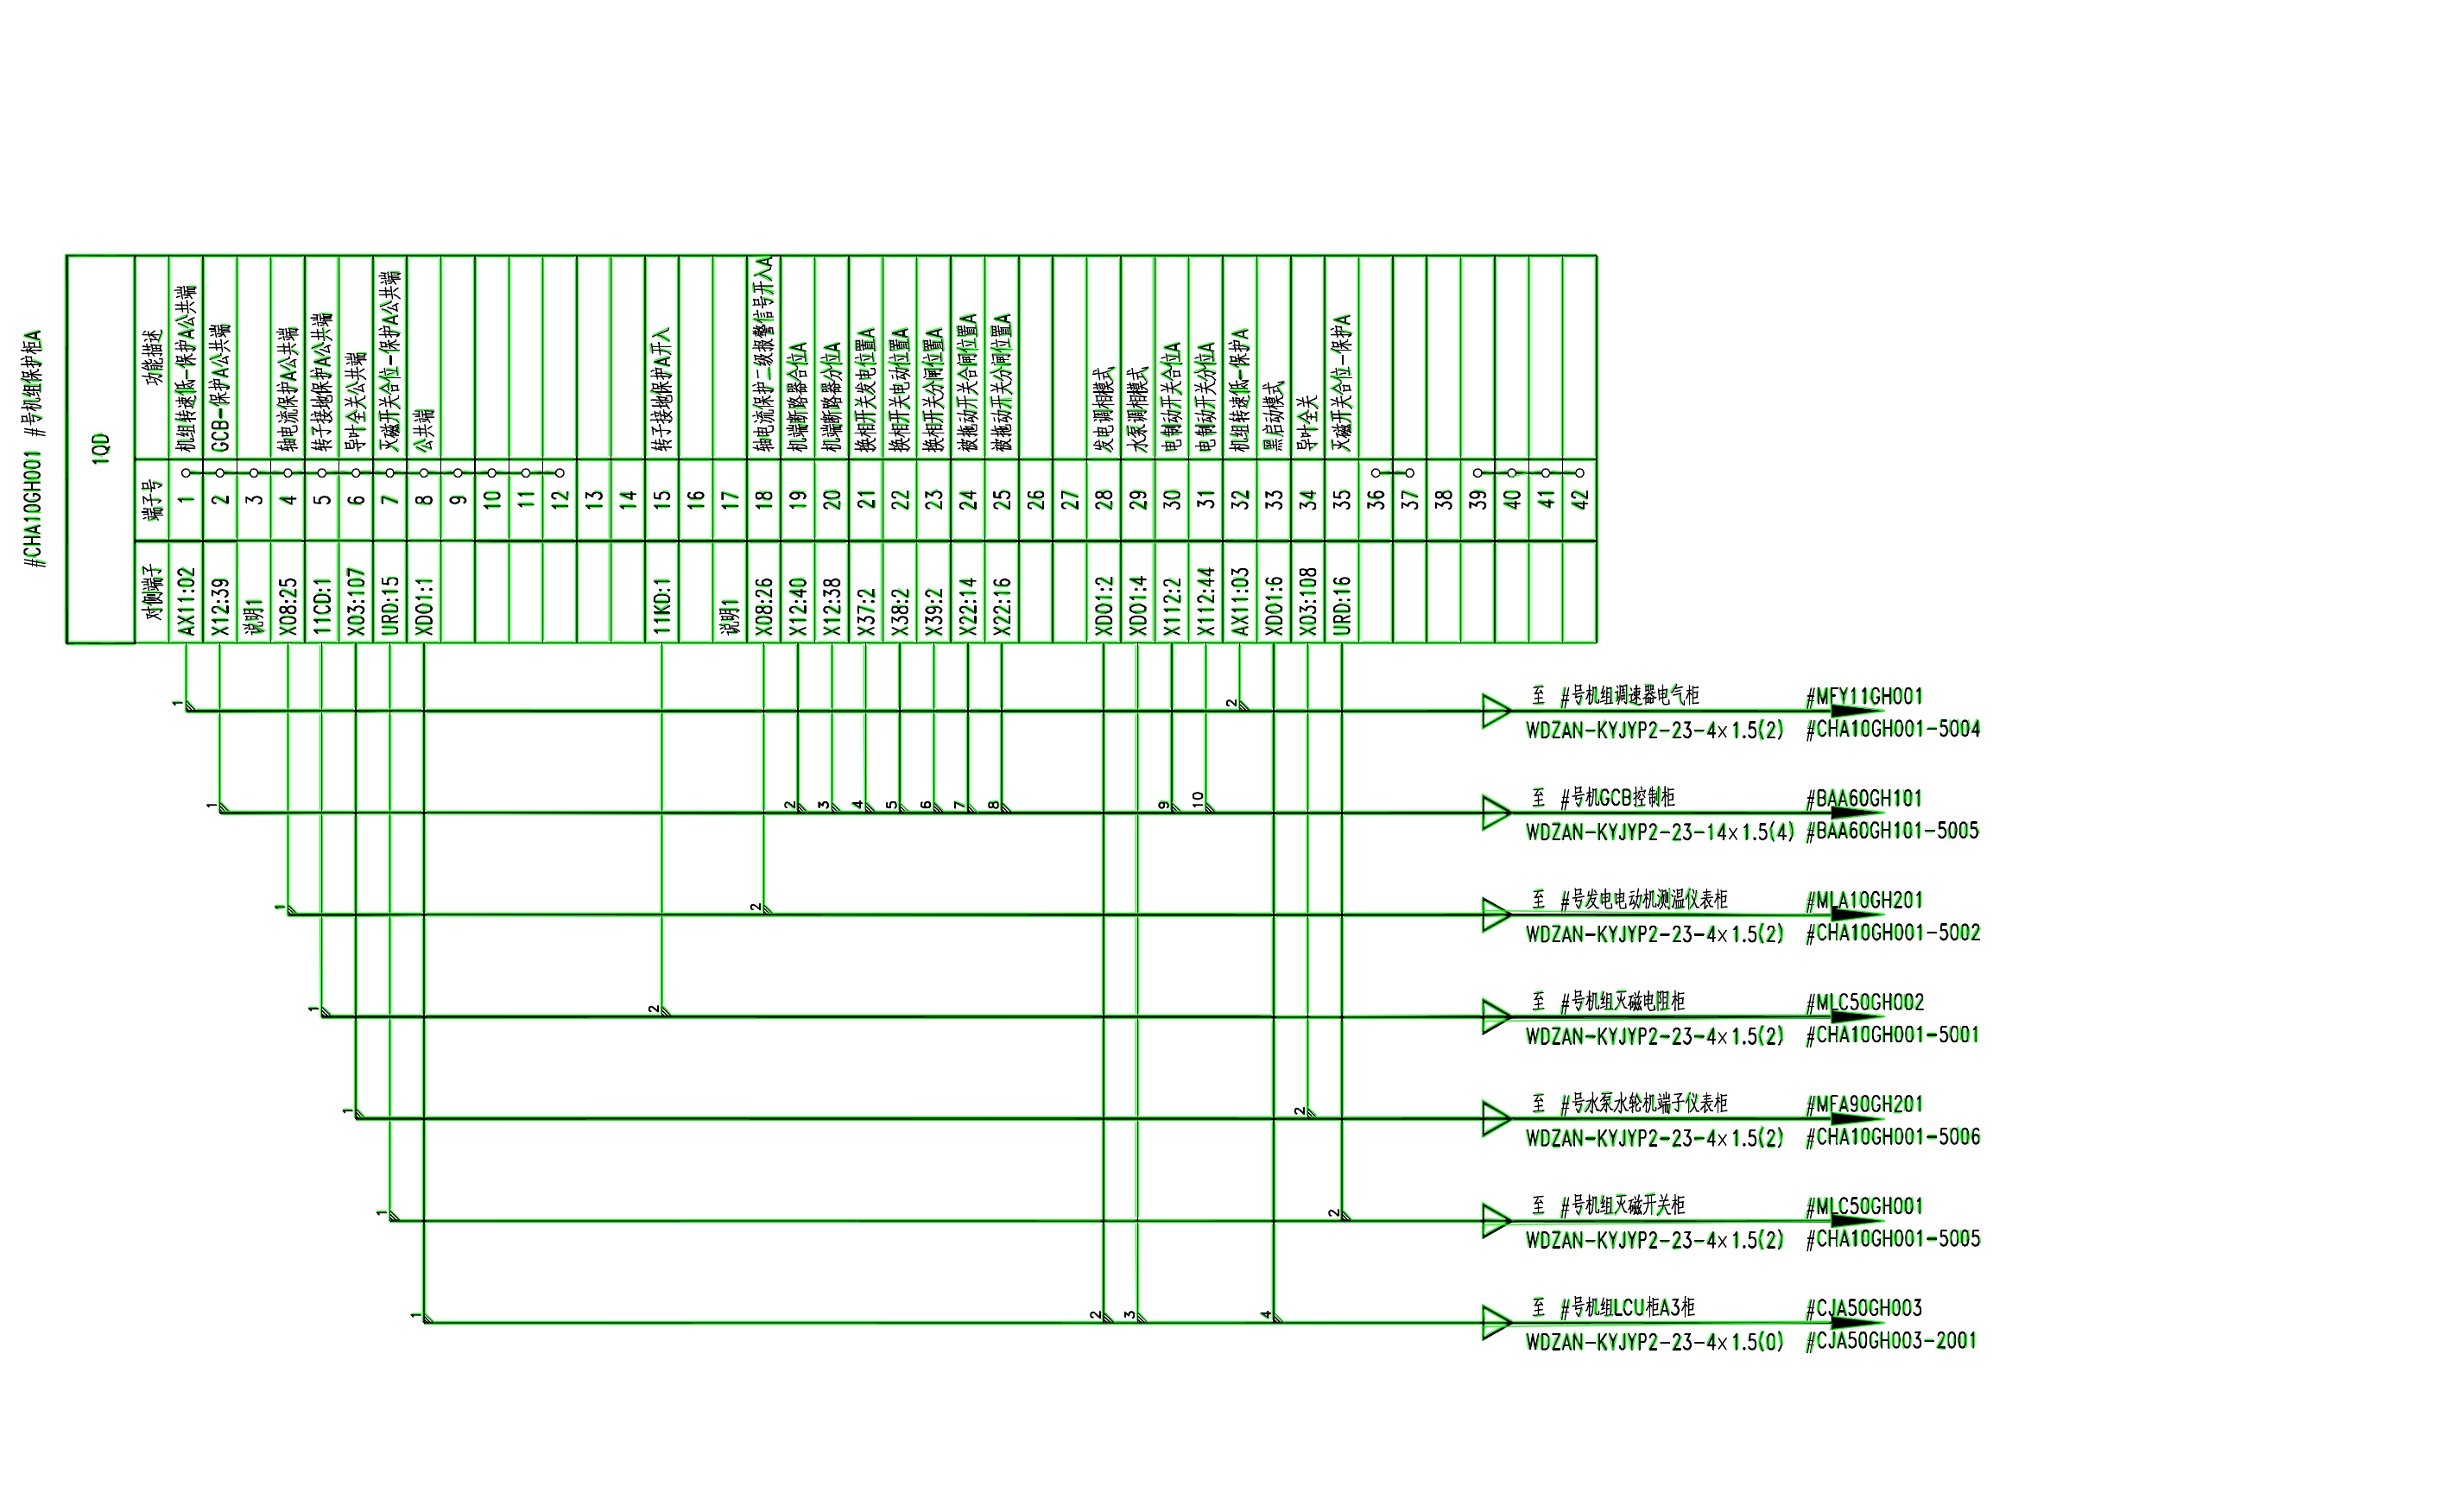 #CHA10GH001 #号机组保护柜A
1QD
对侧端子 端子号 功能描述
AX11:02 1 机组转速低-保护A公共端
X12:39 2 GCB-保护A公共端
说明1 3
X08:25 4 轴电流保护A公共端
11CD:1 5 转子接地保护A公共端
X03:107 6 导叶全关公共端
URD:15 7 灭磁开关合位-保护A公共端
XDO1:1 8 公共端
9
10
11
12
13
14
11KD:1 15 转子接地保护A开入
16
说明1 17
X08:26 18 轴电流保护二级报警信号开入A
X12:40 19 机端断路器合位A
X12:38 20 机端断路器分位A
X37:2 21 换相开关发电位置A
X38:2 22 换相开关电动位置A
X39:2 23 换相开关分闸位置A
X22:14 24 被拖动开关合闸位置A
X22:16 25 被拖动开关分闸位置A
26
27
XDO1:2 28 发电调相模式
XDO1:4 29 水泵调相模式
X112:2 30 电制动开关合位A
X112:44 31 电制动开关分位A
AX11:03 32 机组转速低-保护A
XDO1:6 33 黑启动模式
X03:108 34 导叶全关
URD:16 35 灭磁开关合位-保护A
36
37
38
39
40
41
42
1 2 至 #号机组调速器电气柜 #MFY11GH001
WDZAN-KYJYP2-23-4×1.5(2) #CHA10GH001-5004
1 2 3 4 5 6 7 8 9 10 至 #号机GCB控制柜 #BAA60GH101
WDZAN-KYJYP2-23-14×1.5(4) #BAA60GH101-5005
1 2 至 #号发电电动机测温仪表柜 #MLA10GH201
WDZAN-KYJYP2-23-4×1.5(2) #CHA10GH001-5002
1 2 至 #号机组灭磁电阻柜 #MLC50GH002
WDZAN-KYJYP2-23-4×1.5(2) #CHA10GH001-5001
1 2 至 #号水泵水轮机端子仪表柜 #MFA90GH201
WDZAN-KYJYP2-23-4×1.5(2) #CHA10GH001-5006
1 2 至 #号机组灭磁开关柜 #MLC50GH001
WDZAN-KYJYP2-23-4×1.5(2) #CHA10GH001-5005
1 2 3 4 至 #号机组LCU柜A3柜 #CJA50GH003
WDZAN-KYJYP2-23-4×1.5(0) #CJA50GH003-2001